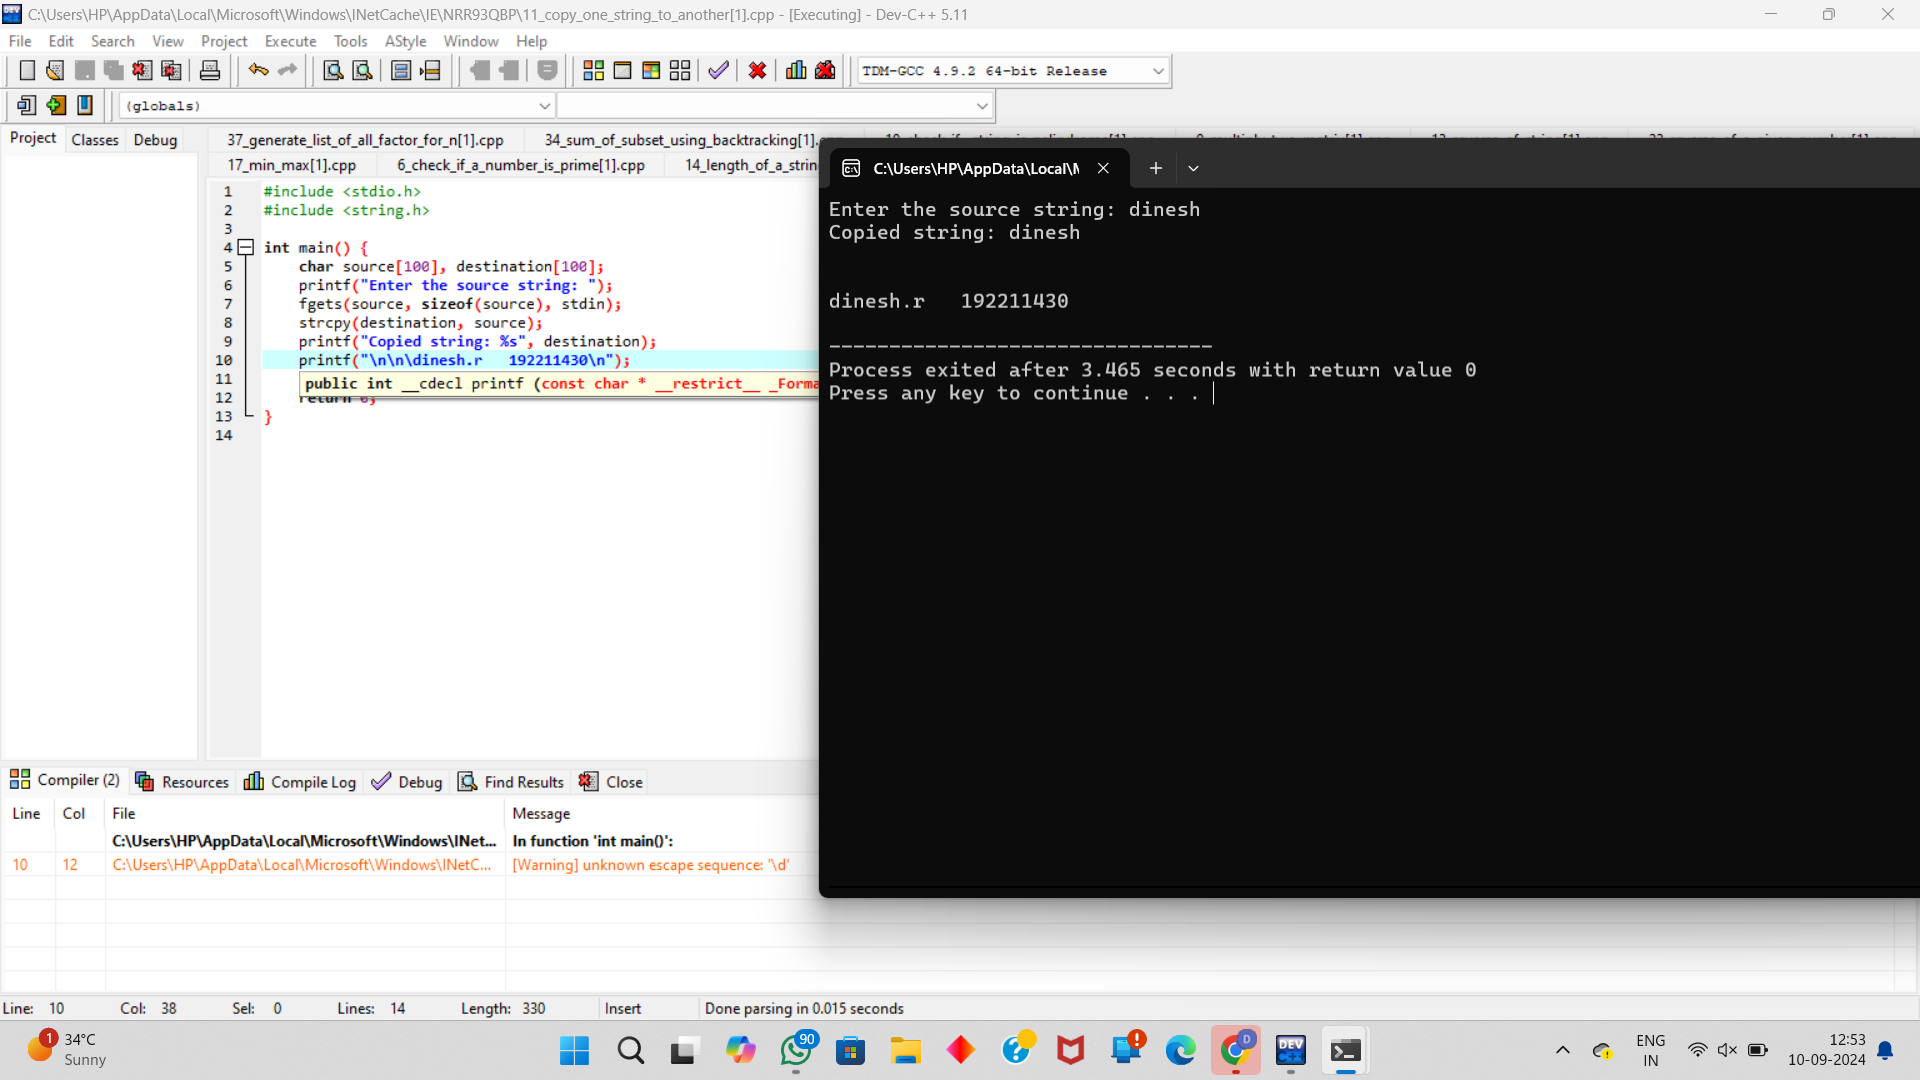 C:\Users\HP\AppData\Local\Microsoft\Windows\INetCache\IE\NRR93QBP\11_copy_one_string_to_another[1].cpp - [Executing] - Dev-C++ 5.11
File Edit Search View Project Execute Tools AStyle Window Help
TDM-GCC 4.9.2 64-bit Release
(globals)
Project Classes Debug
37_generate_list_of_all_factor_for_n[1].cpp 34_sum_of_subset_using_backtracking[1].
17_min_max[1].cpp 6_check_if_a_number_is_prime[1].cpp 14_length_of_a_strin
1 #include <stdio.h>
2 #include <string.h>
3
4 int main() {
5 char source[100], destination[100];
6 printf("Enter the source string: ");
7 fgets(source, sizeof(source), stdin);
8 strcpy(destination, source);
9 printf("Copied string: %s", destination);
10 printf("\n\n\dinesh.r   192211430\n");
11 public int __cdecl printf (const char * __restrict__ _Forma
12 return 0;
13 }
14
C:\Users\HP\AppData\Local\M
Enter the source string: dinesh
Copied string: dinesh
dinesh.r   192211430
--------------------------------
Process exited after 3.465 seconds with return value 0
Press any key to continue . . .
Compiler (2) Resources Compile Log Debug Find Results Close
Line Col File Message
C:\Users\HP\AppData\Local\Microsoft\Windows\INet... In function 'int main()':
10 12 C:\Users\HP\AppData\Local\Microsoft\Windows\INetC... [Warning] unknown escape sequence: '\d'
Line: 10 Col: 38 Sel: 0 Lines: 14 Length: 330 Insert Done parsing in 0.015 seconds
1 34°C
Sunny
90
D
DEV
C++
ENG
IN
12:53
10-09-2024